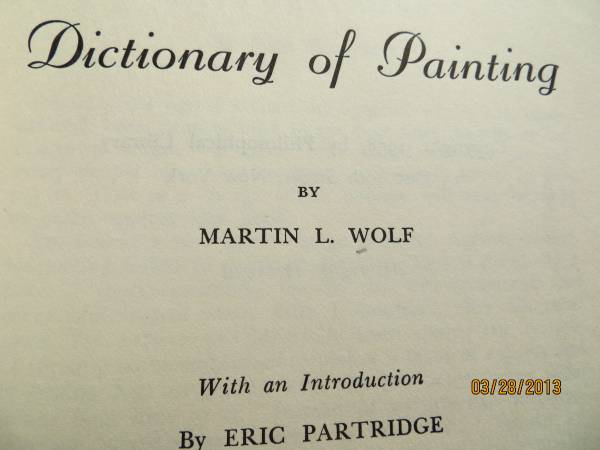 Dictionary of Painting
BY
MARTIN L. WOLF
With an Introduction
03/28/2013
By ERIC PARTRIDGE